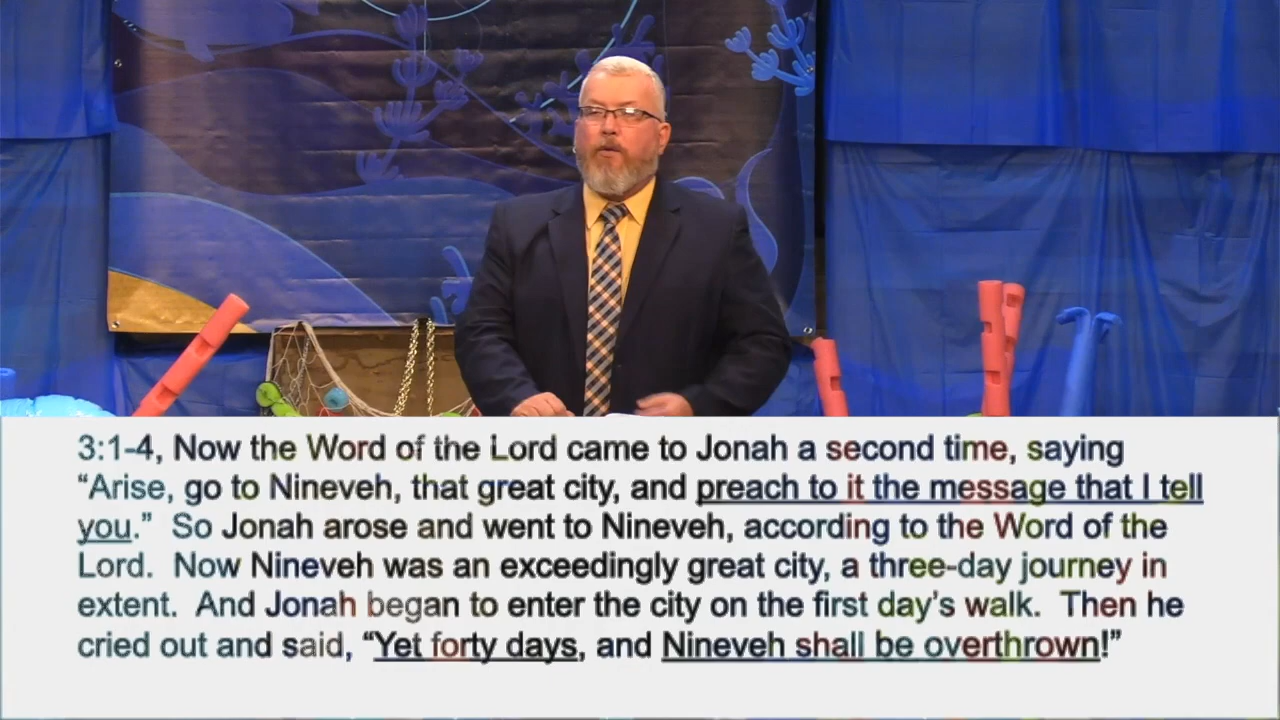 3:1-4, Now the Word of the Lord came to Jonah a second time, saying
“Arise, go to Nineveh, that great city, and preach to it the message that I tell
you.”  So Jonah arose and went to Nineveh, according to the Word of the
Lord.  Now Nineveh was an exceedingly great city, a three-day journey in
extent.  And Jonah began to enter the city on the first day’s walk.  Then he
cried out and said, “Yet forty days, and Nineveh shall be overthrown!”